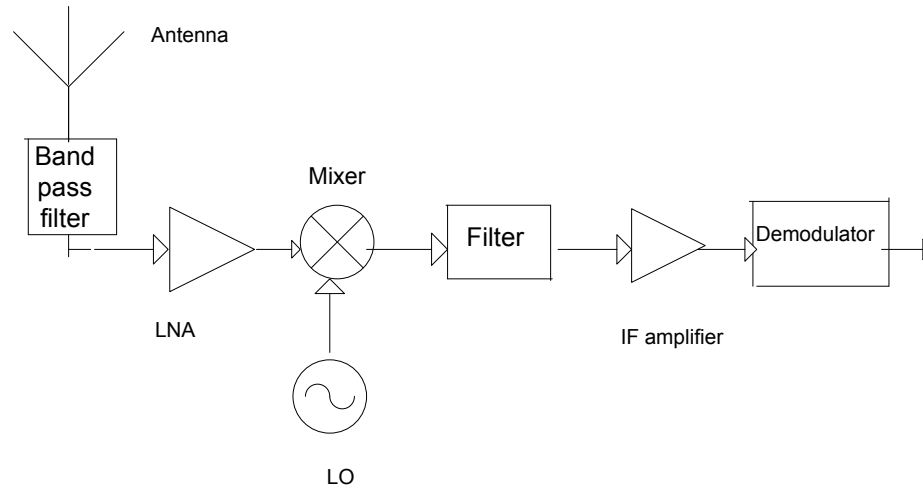 Antenna
Band
pass
filter
Mixer
Filter
Demodulator
LNA
IF amplifier
LO